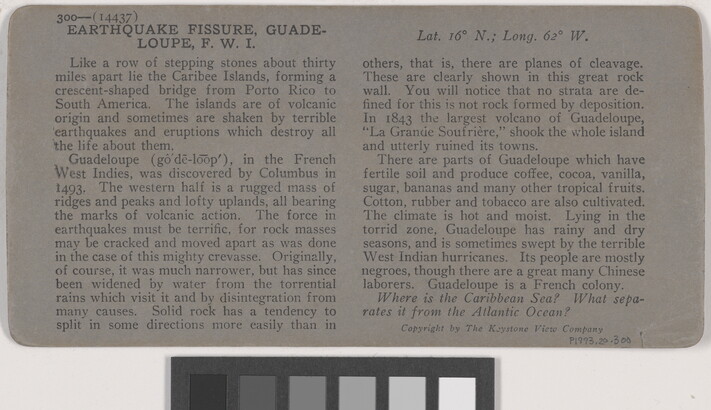 300—(14437)
EARTHQUAKE FISSURE, GUADE-
LOUPE, F. W. I.
Lat. 16° N.; Long. 62° W.
Like a row of stepping stones about thirty
miles apart lie the Caribee Islands, forming a
crescent-shaped bridge from Porto Rico to
South America. The islands are of volcanic
origin and sometimes are shaken by terrible
earthquakes and eruptions which destroy all
the life about them.
Guadeloupe (gô´dē-lo͞op´), in the French
West Indies, was discovered by Columbus in
1493. The western half is a rugged mass of
ridges and peaks and lofty uplands, all bearing
the marks of volcanic action. The force in
earthquakes must be terrific, for rock masses
may be cracked and moved apart as was done
in the case of this mighty crevasse. Originally,
of course, it was much narrower, but has since
been widened by water from the torrential
rains which visit it and by disintegration from
many causes. Solid rock has a tendency to
split in some directions more easily than in
others, that is, there are planes of cleavage.
These are clearly shown in this great rock
wall. You will notice that no strata are de-
fined for this is not rock formed by deposition.
In 1843 the largest volcano of Guadeloupe,
"La Grande Soufrière," shook the whole island
and utterly ruined its towns.
There are parts of Guadeloupe which have
fertile soil and produce coffee, cocoa, vanilla,
sugar, bananas and many other tropical fruits.
Cotton, rubber and tobacco are also cultivated.
The climate is hot and moist. Lying in the
torrid zone, Guadeloupe has rainy and dry
seasons, and is sometimes swept by the terrible
West Indian hurricanes. Its people are mostly
negroes, though there are a great many Chinese
laborers. Guadeloupe is a French colony.
Where is the Caribbean Sea? What sepa-
rates it from the Atlantic Ocean?
Copyright by The Keystone View Company